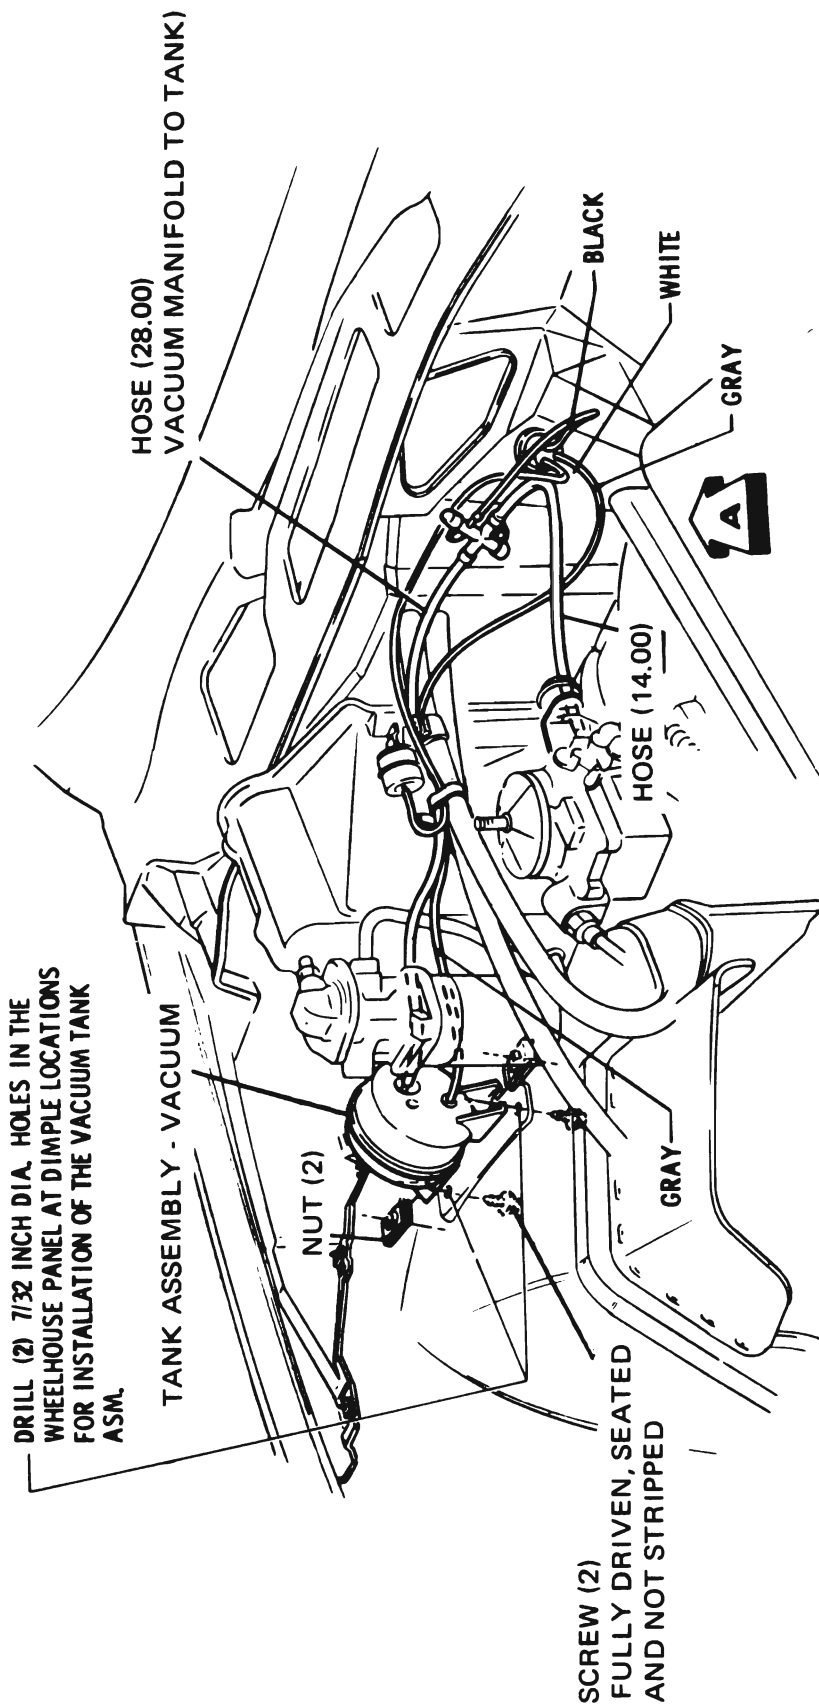 DRILL (2) 7/32 INCH DIA. HOLES IN THE
WHEELHOUSE PANEL AT DIMPLE LOCATIONS
FOR INSTALLATION OF THE VACUUM TANK
ASM.
TANK ASSEMBLY - VACUUM
HOSE (28.00)
VACUUM MANIFOLD TO TANK)
NUT (2)
BLACK
WHITE
GRAY
A
HOSE (14.00)
GRAY
SCREW (2)
FULLY DRIVEN, SEATED
AND NOT STRIPPED